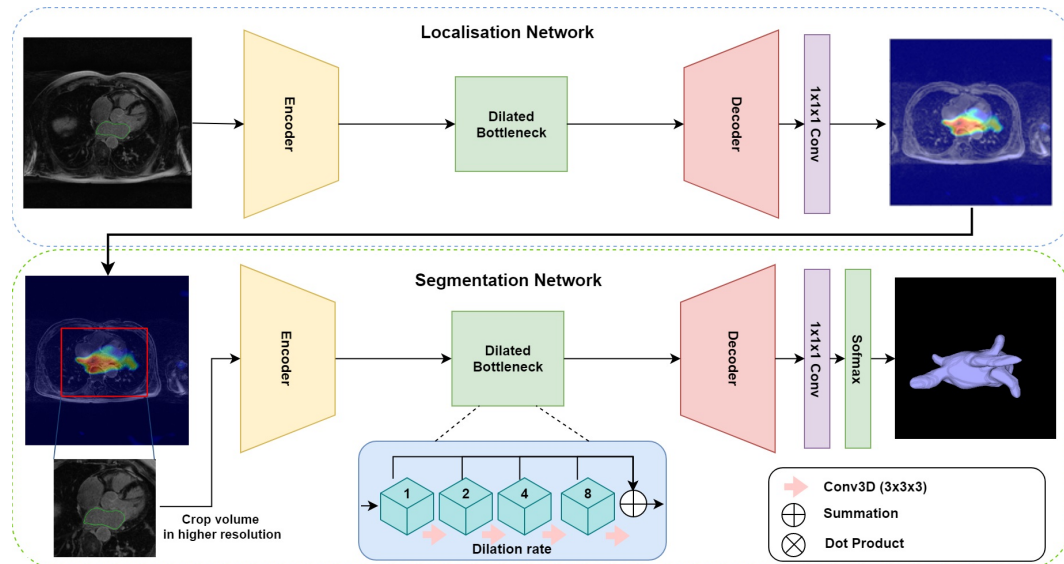 Localisation Network
Encoder
Dilated
Bottleneck
Decoder
1x1x1 Conv
Segmentation Network
Encoder
Dilated
Bottleneck
Decoder
1x1x1 Conv
Sofmax
Crop volume
in higher resolution
1
2
4
8
Dilation rate
Conv3D (3x3x3)
Summation
Dot Product